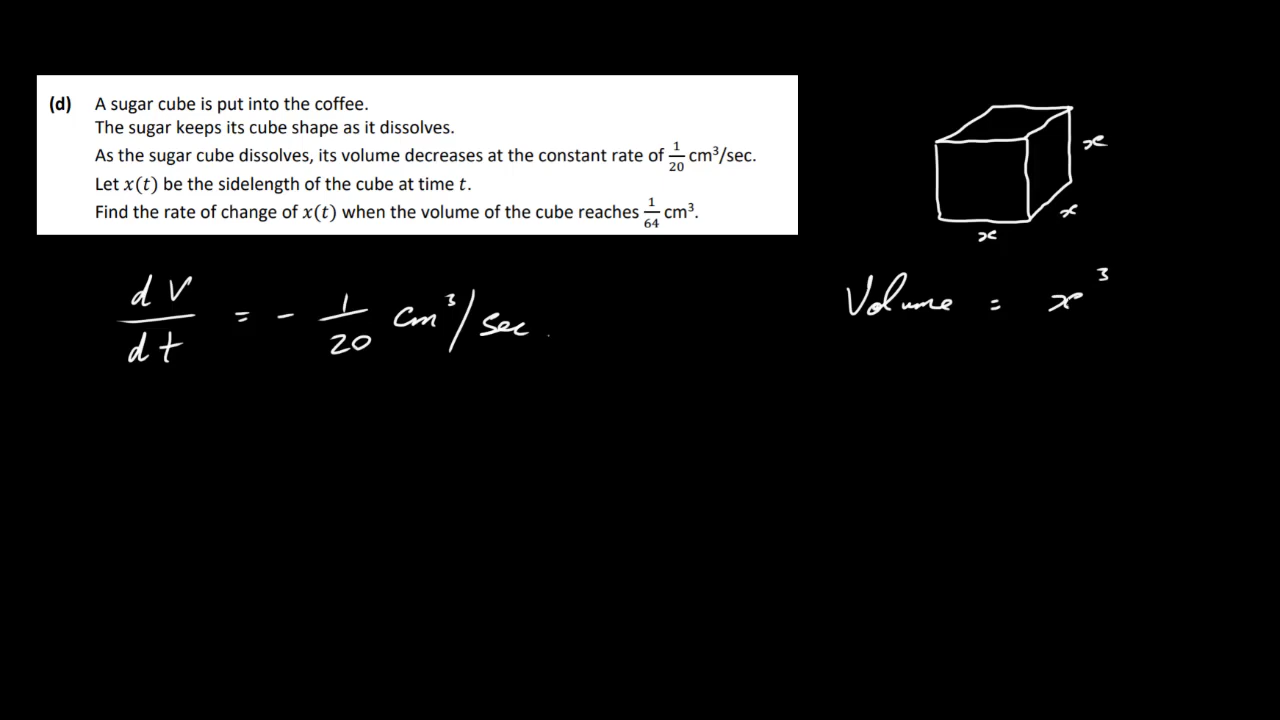 (d) A sugar cube is put into the coffee.
The sugar keeps its cube shape as it dissolves.
As the sugar cube dissolves, its volume decreases at the constant rate of 1/20 cm³/sec.
Let x(t) be the sidelength of the cube at time t.
Find the rate of change of x(t) when the volume of the cube reaches 1/64 cm³.
x
x
x
dV/dt = - 1/20 cm³/sec
Volume = x³